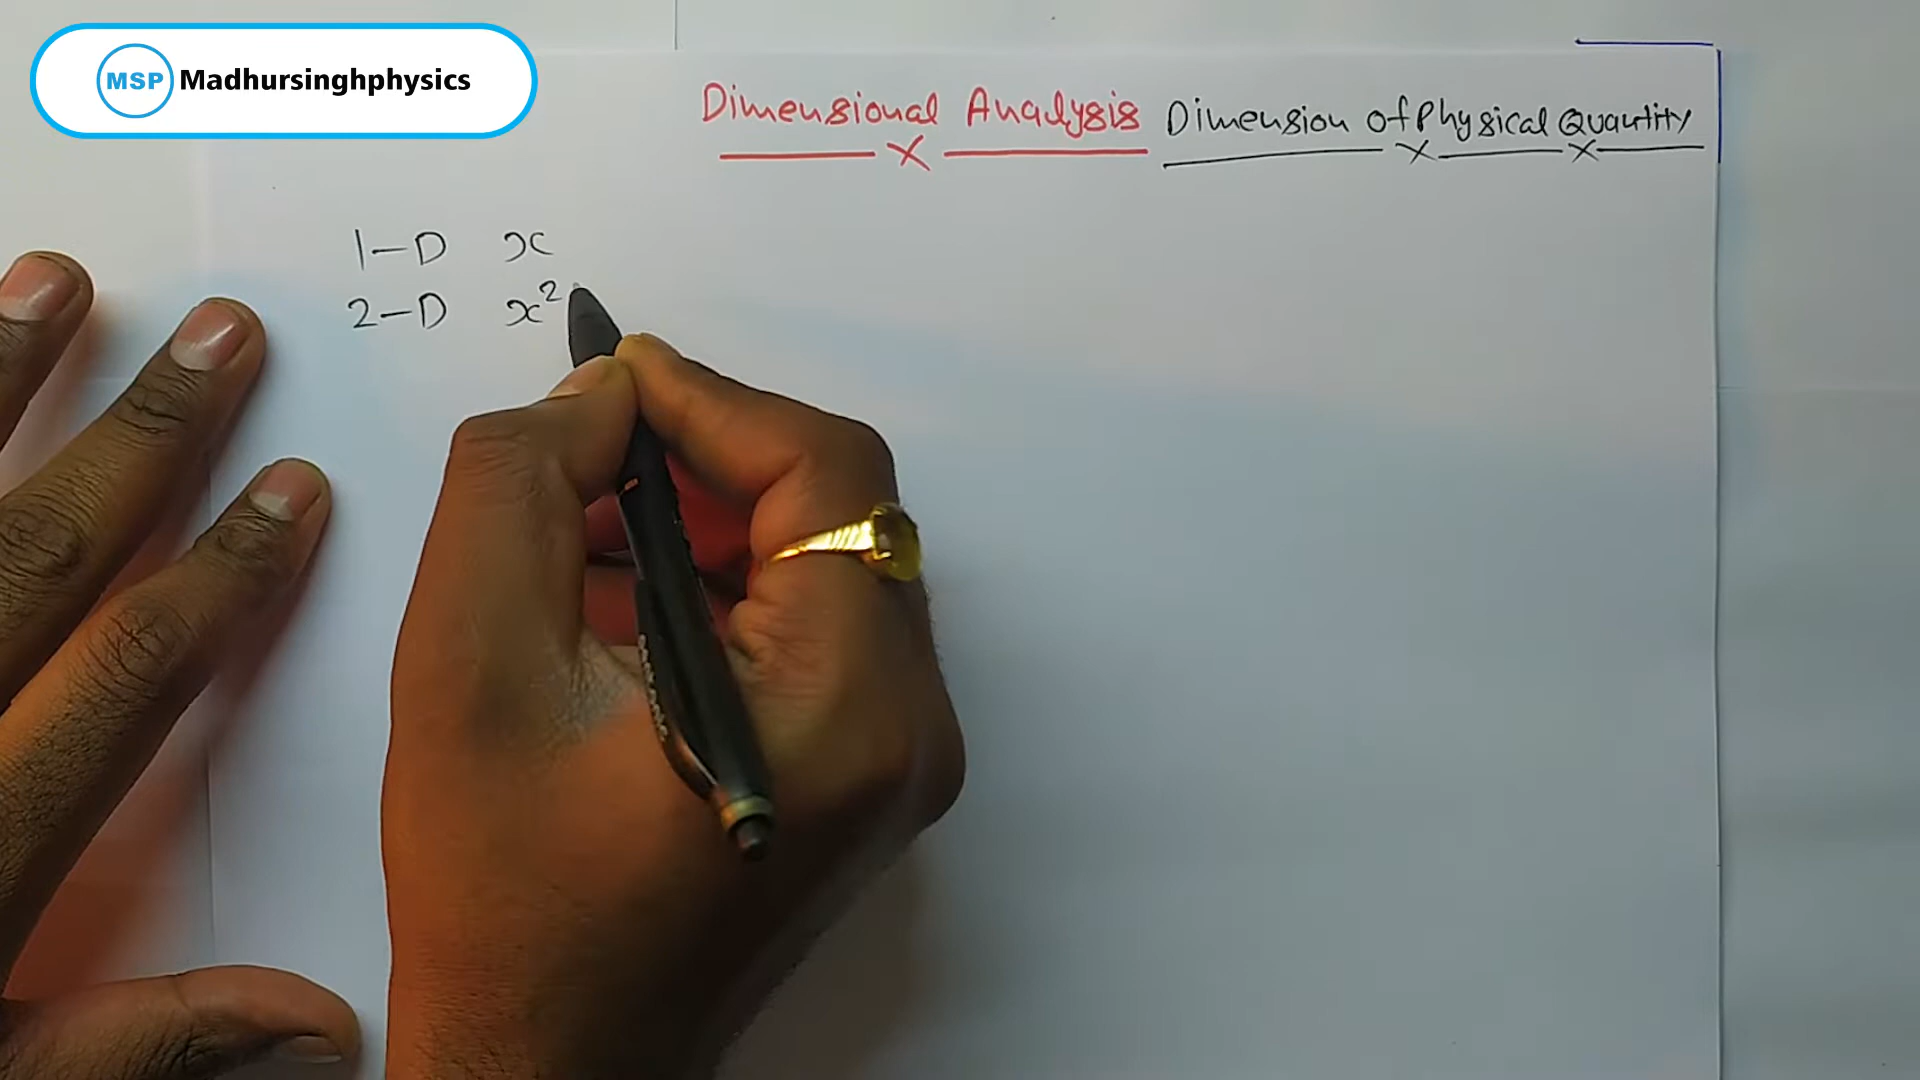 MSP Madhursinghphysics
Dimensional Analysis Dimension of Physical Quantity
1-D x
2-D x²